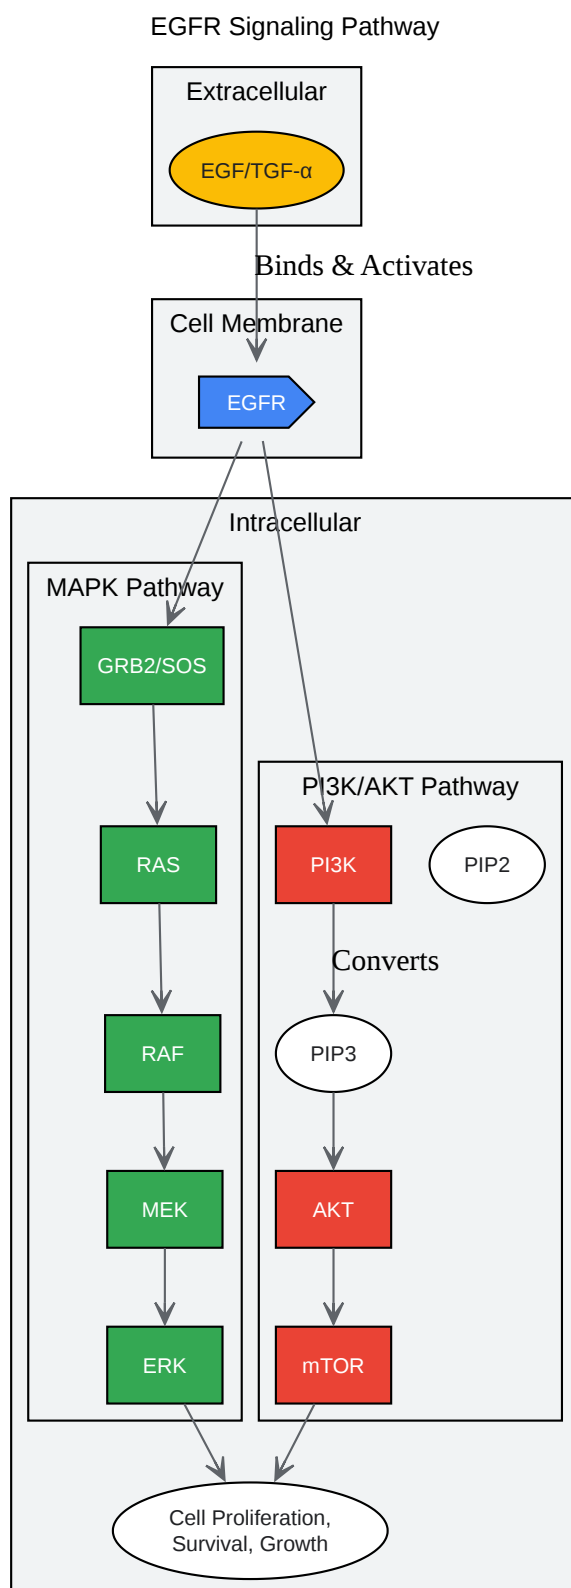 EGFR Signaling Pathway
Extracellular
EGF/TGF-α
Binds & Activates
Cell Membrane
EGFR
Intracellular
MAPK Pathway
GRB2/SOS
PI3K/AKT Pathway
RAS
PI3K
PIP2
Converts
RAF
PIP3
MEK
AKT
ERK
mTOR
Cell Proliferation,
Survival, Growth